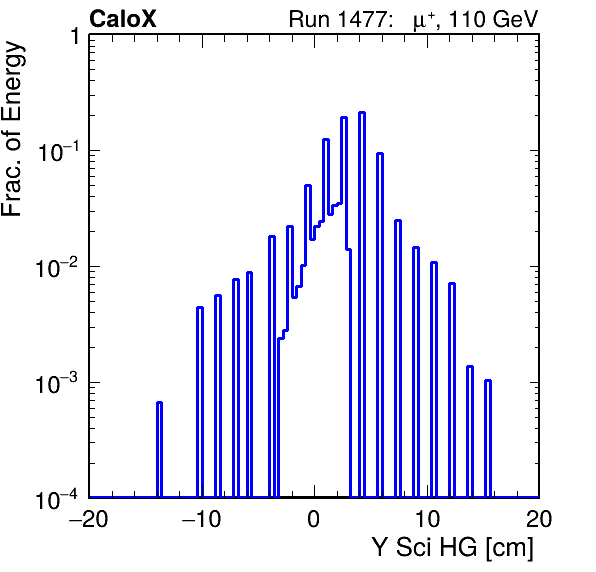 CaloX Run 1477: μ⁺, 110 GeV
Frac. of Energy
1
10⁻¹
10⁻²
10⁻³
10⁻⁴
−20 −10 0 10 20
Y Sci HG [cm]